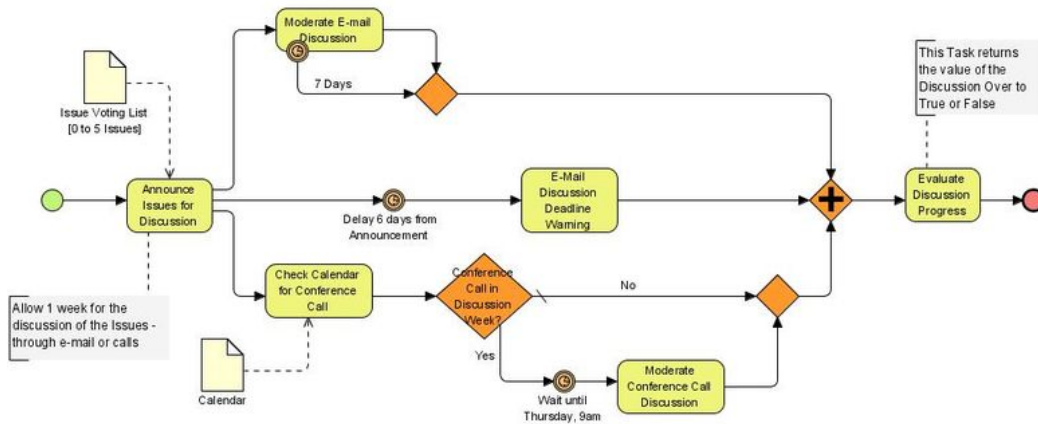 Moderate E-mail
Discussion
7 Days
This Task returns
the value of the
Discussion Over to
True or False
Issue Voting List
[0 to 5 Issues]
Announce
Issues for
Discussion
Delay 6 days from
Announcement
E-Mail
Discussion
Deadline
Warning
Evaluate
Discussion
Progress
Allow 1 week for the
discussion of the Issues -
through e-mail or calls
Check Calendar
for Conference
Call
Calendar
Conference
Call in
Discussion
Week?
No
Yes
Wait until
Thursday, 9am
Moderate
Conference Call
Discussion